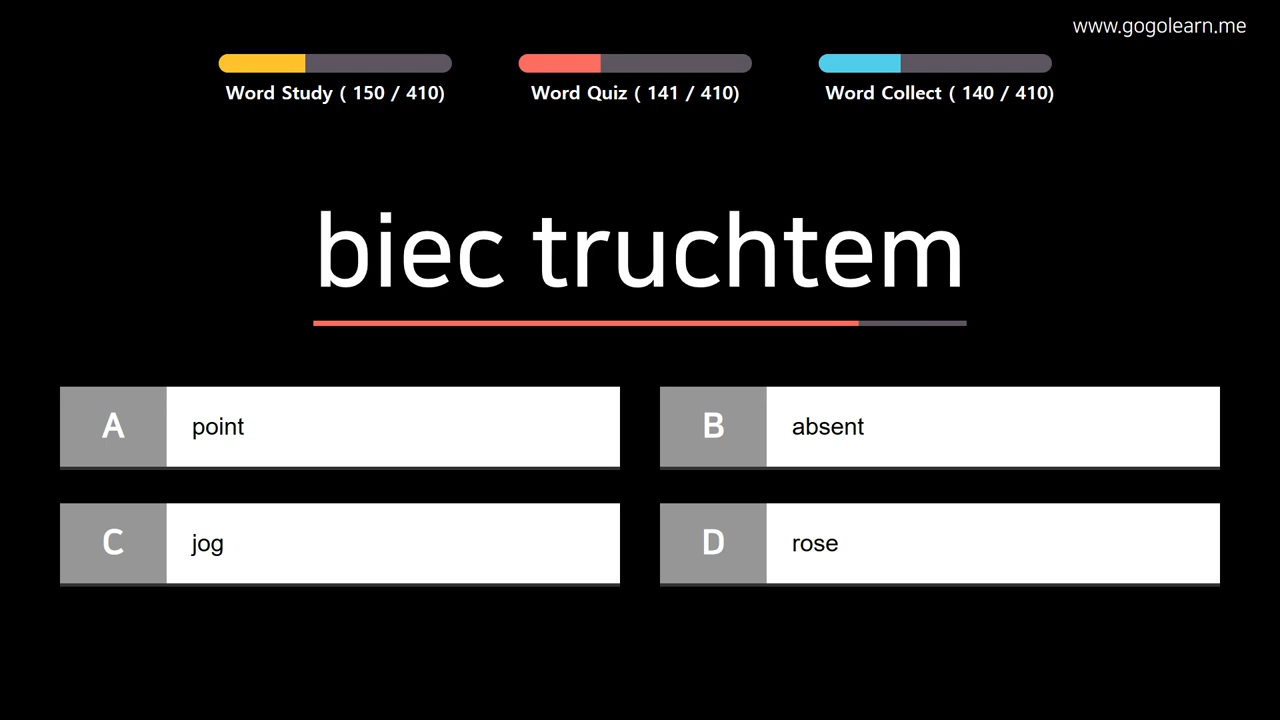 www.gogolearn.me
Word Study ( 150 / 410)
Word Quiz ( 141 / 410)
Word Collect ( 140 / 410)
biec truchtem
A point
B absent
C jog
D rose